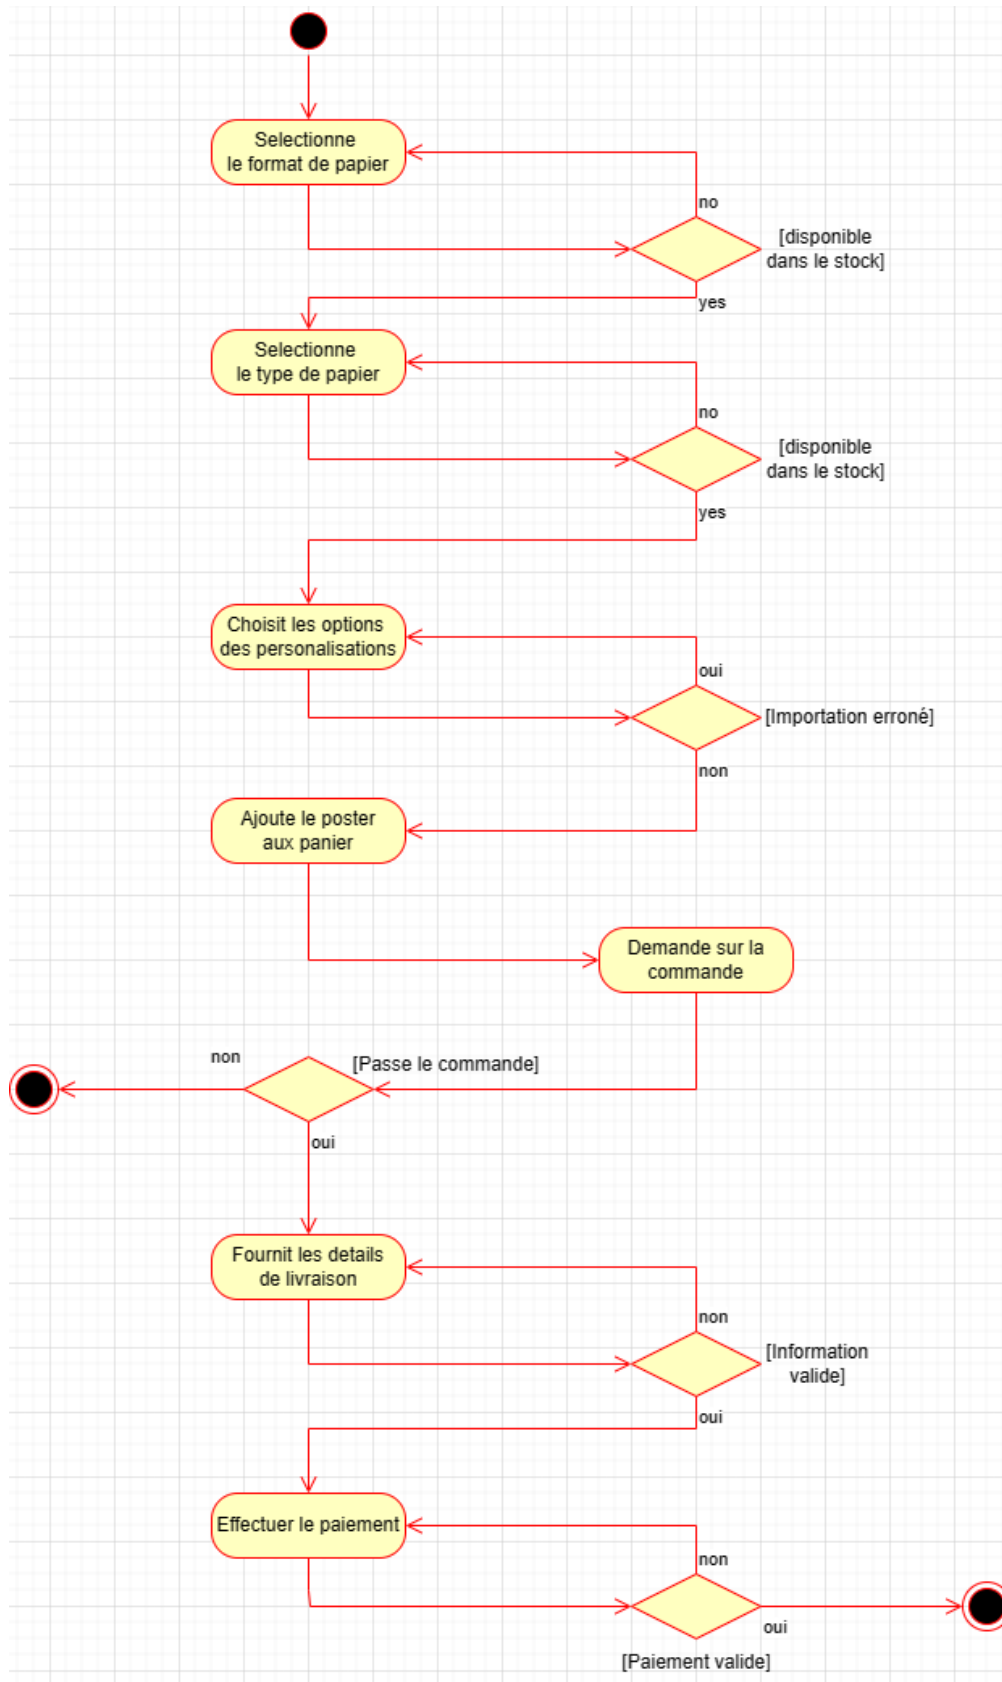 Selectionne
le format de papier
no
[disponible
dans le stock]
yes
Selectionne
le type de papier
no
[disponible
dans le stock]
yes
Choisit les options
des personalisations
oui
[Importation erroné]
non
Ajoute le poster
aux panier
Demande sur la
commande
non
[Passe le commande]
oui
Fournit les details
de livraison
non
[Information
valide]
oui
Effectuer le paiement
non
oui
[Paiement valide]